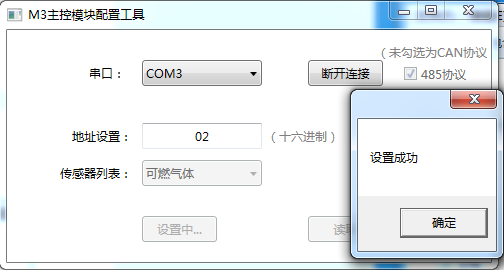 M3主控模块配置工具
（未勾选为CAN协议
串口： COM3 断开连接 485协议
地址设置： 02 （十六进制）
设置成功
传感器列表： 可燃气体
确定
设置中...